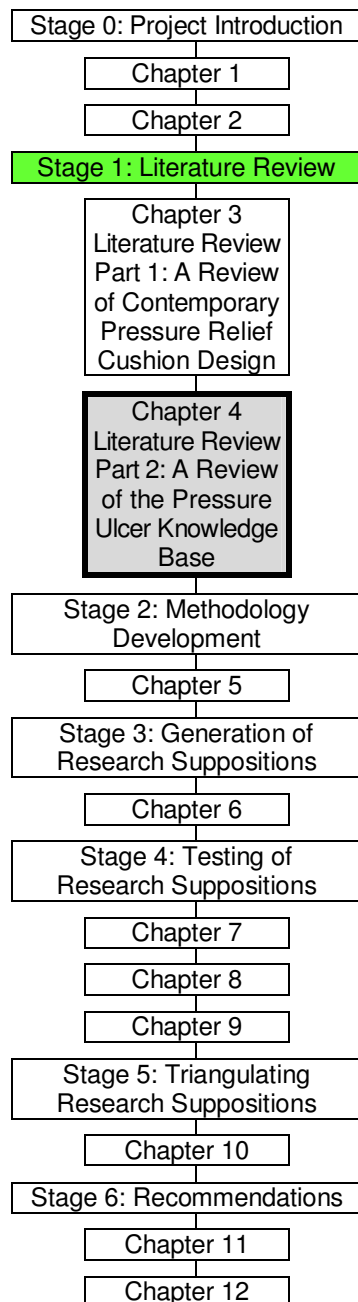 Stage 0: Project Introduction
Chapter 1
Chapter 2
Stage 1: Literature Review
Chapter 3
Literature Review
Part 1: A Review
of Contemporary
Pressure Relief
Cushion Design
Chapter 4
Literature Review
Part 2: A Review
of the Pressure
Ulcer Knowledge
Base
Stage 2: Methodology
Development
Chapter 5
Stage 3: Generation of
Research Suppositions
Chapter 6
Stage 4: Testing of
Research Suppositions
Chapter 7
Chapter 8
Chapter 9
Stage 5: Triangulating
Research Suppositions
Chapter 10
Stage 6: Recommendations
Chapter 11
Chapter 12